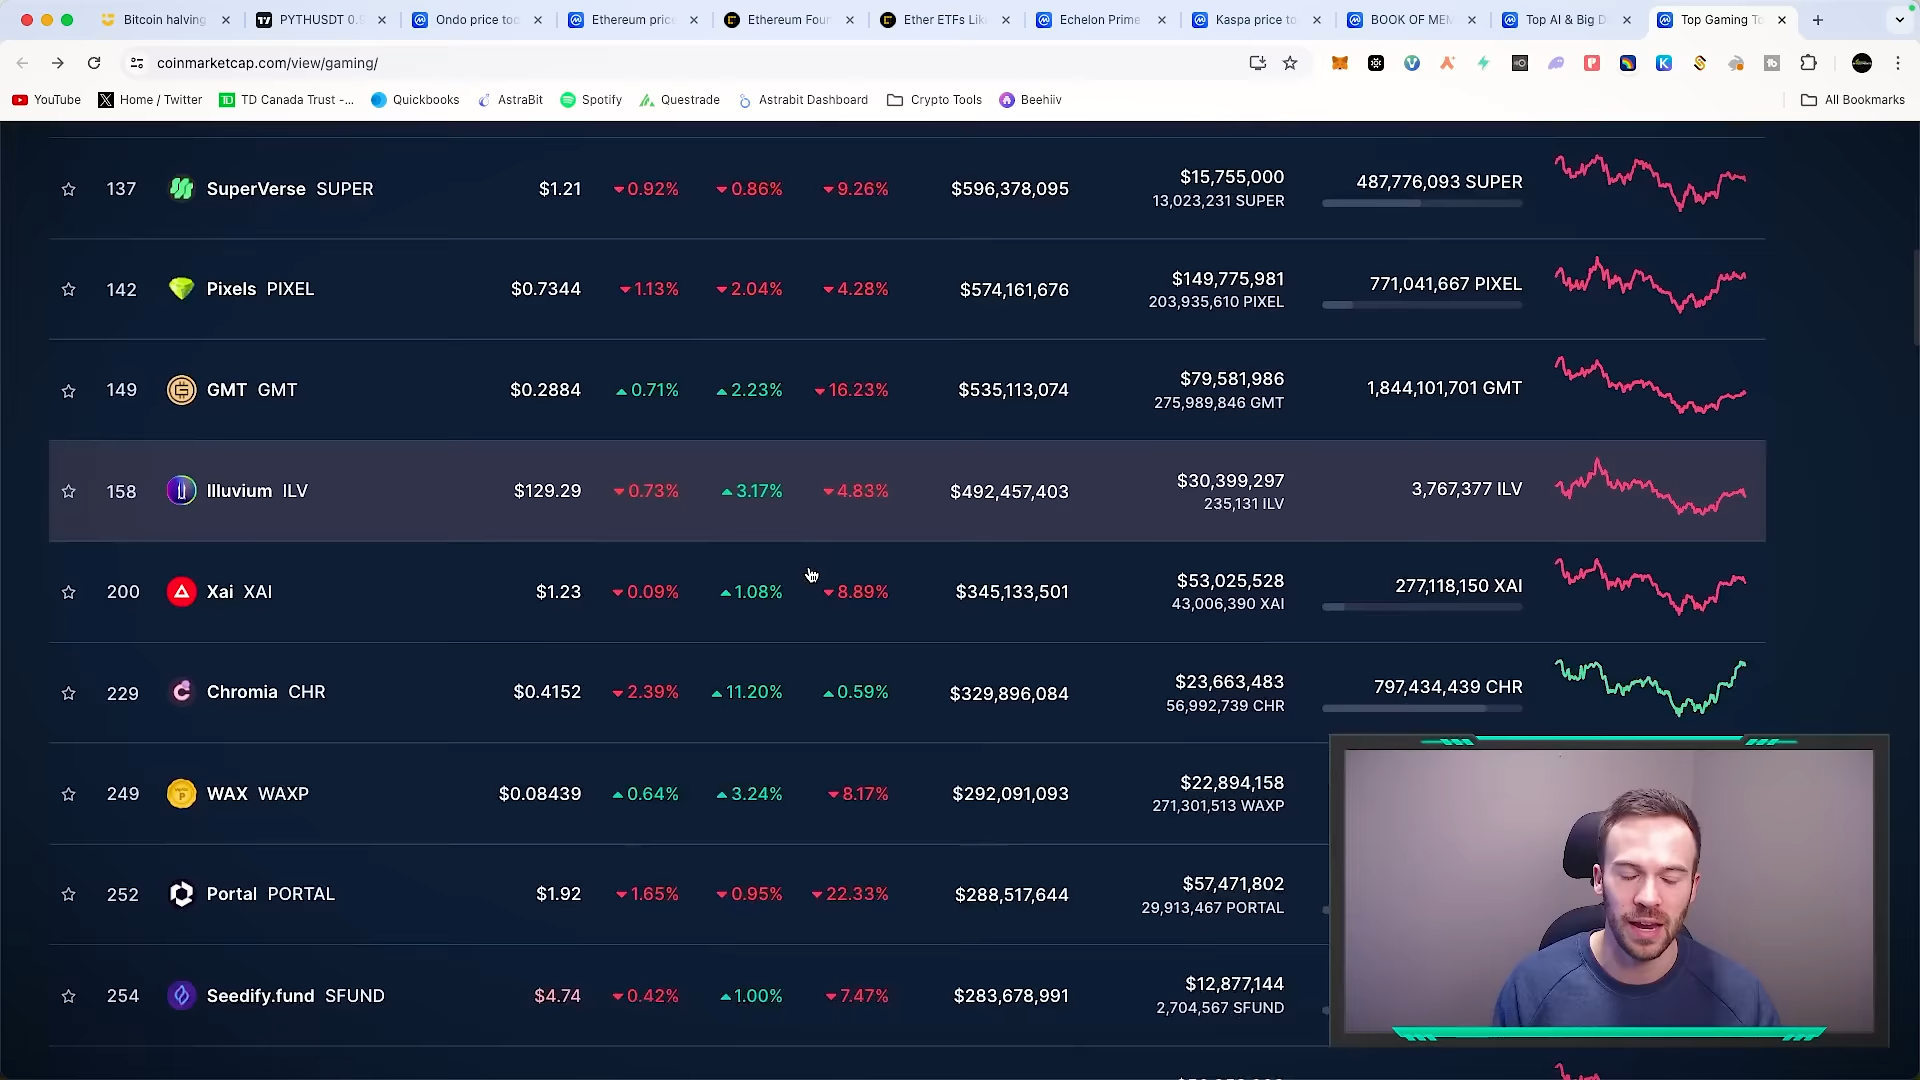 Bitcoin halving
PYTHUSDT 0.
Ondo price too
Ethereum price
Ethereum Foun
Ether ETFs Lik
Echelon Prime
Kaspa price to
BOOK OF MEM
Top AI & Big D
Top Gaming To
coinmarketcap.com/view/gaming/
YouTube
Home / Twitter
TD Canada Trust -...
Quickbooks
AstraBit
Spotify
Questrade
Astrabit Dashboard
Crypto Tools
Beehiiv
All Bookmarks
137 SuperVerse SUPER $1.21 0.92% 0.86% 9.26% $596,378,095 $15,755,000 487,776,093 SUPER
13,023,231 SUPER
142 Pixels PIXEL $0.7344 1.13% 2.04% 4.28% $574,161,676 $149,775,981 771,041,667 PIXEL
203,935,610 PIXEL
149 GMT GMT $0.2884 0.71% 2.23% 16.23% $535,113,074 $79,581,986 1,844,101,701 GMT
275,989,846 GMT
158 Illuvium ILV $129.29 0.73% 3.17% 4.83% $492,457,403 $30,399,297 3,767,377 ILV
235,131 ILV
200 Xai XAI $1.23 0.09% 1.08% 8.89% $345,133,501 $53,025,528 277,118,150 XAI
43,006,390 XAI
229 Chromia CHR $0.4152 2.39% 11.20% 0.59% $329,896,084 $23,663,483 797,434,439 CHR
56,992,739 CHR
249 WAX WAXP $0.08439 0.64% 3.24% 8.17% $292,091,093 $22,894,158
271,301,513 WAXP
252 Portal PORTAL $1.92 1.65% 0.95% 22.33% $288,517,644 $57,471,802
29,913,467 PORTAL
254 Seedify.fund SFUND $4.74 0.42% 1.00% 7.47% $283,678,991 $12,877,144
2,704,567 SFUND